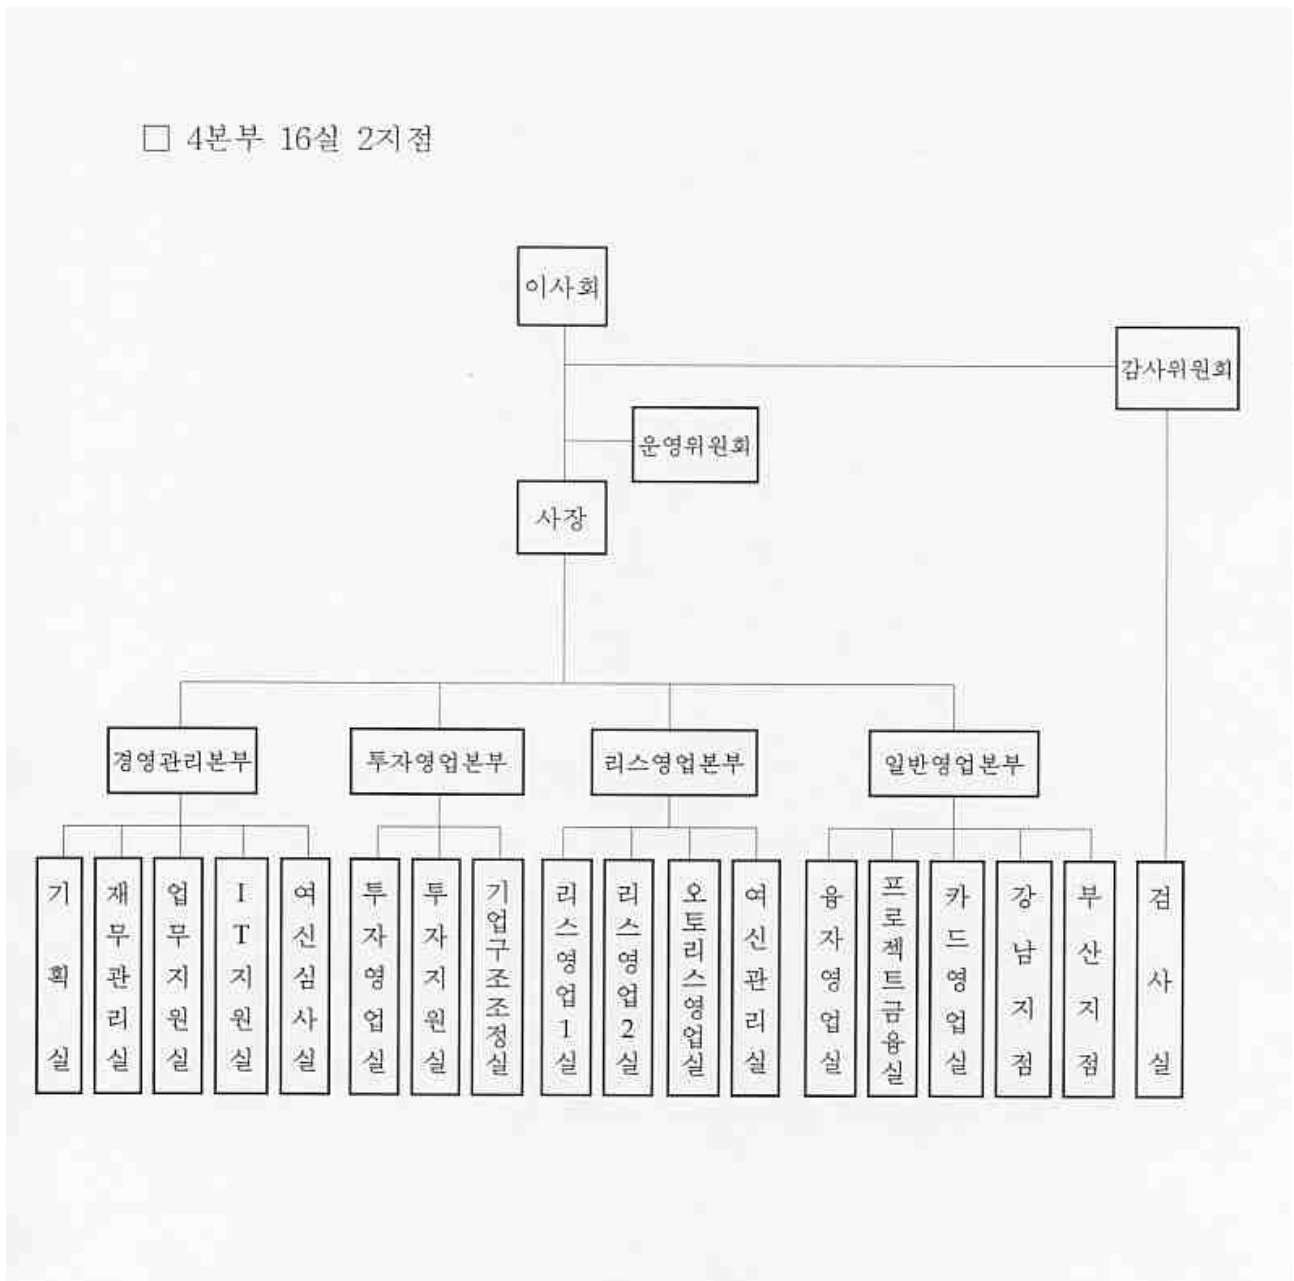 □ 4본부 16실 2지점
이사회
감사위원회
운영위원회
사장
경영관리본부
투자영업본부
리스영업본부
일반영업본부
기획실
재무관리실
업무지원실
IT지원실
여신심사실
투자영업실
투자지원실
기업구조조정실
리스영업1실
리스영업2실
오토리스영업실
여신관리실
융자영업실
프로젝트금융실
카드영업실
강남지점
부산지점
검사실